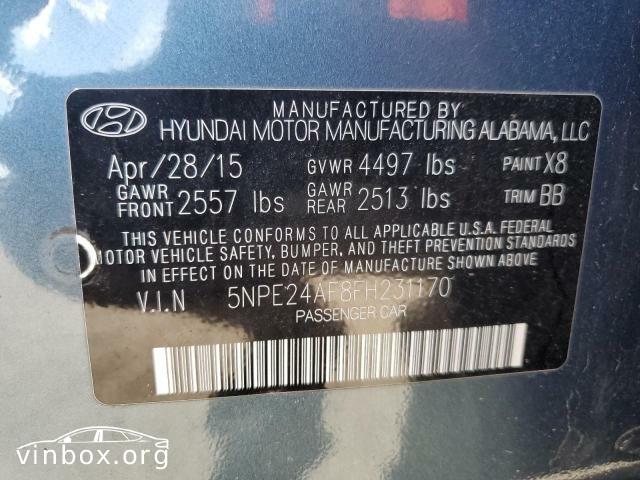 MANUFACTURED BY
HYUNDAI MOTOR MANUFACTURING ALABAMA, LLC
Apr/28/15 GVWR 4497 lbs PAINT X8
GAWR FRONT 2557 lbs GAWR REAR 2513 lbs TRIM BB
THIS VEHICLE CONFORMS TO ALL APPLICABLE U.S.A. FEDERAL
MOTOR VEHICLE SAFETY, BUMPER, AND THEFT PREVENTION STANDARDS
IN EFFECT ON THE DATE OF MANUFACTURE SHOWN ABOVE.
V.I.N 5NPE24AF8FH231170
PASSENGER CAR
vinbox.org